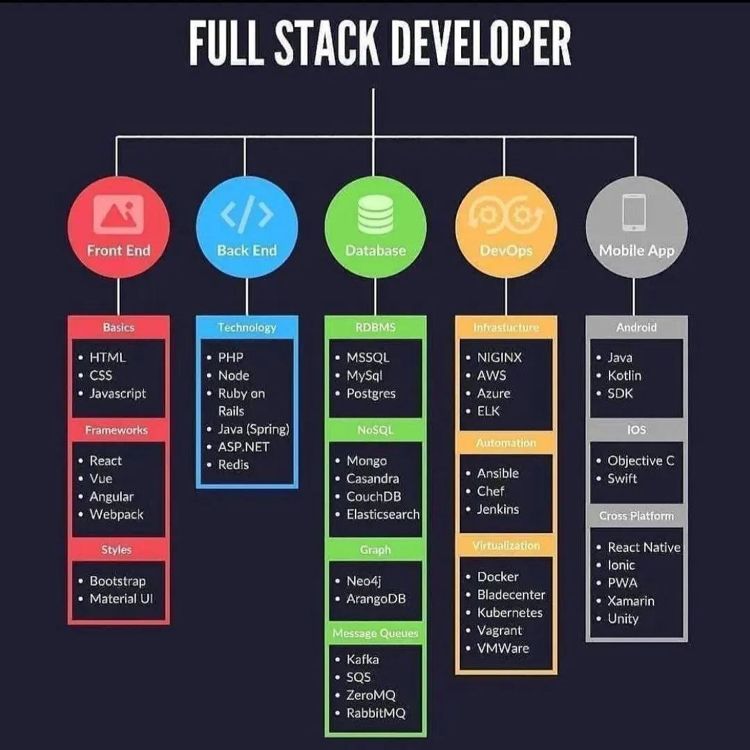 FULL STACK DEVELOPER
Front End
Basics
• HTML
• CSS
• Javascript
Frameworks
• React
• Vue
• Angular
• Webpack
Styles
• Bootstrap
• Material UI
</> 
Back End
Technology
• PHP
• Node
• Ruby on
Rails
• Java (Spring)
• ASP.NET
• Redis
Database
RDBMS
• MSSQL
• MySql
• Postgres
NoSQL
• Mongo
• Casandra
• CouchDB
• Elasticsearch
Graph
• Neo4j
• ArangoDB
Message Queues
• Kafka
• SQS
• ZeroMQ
• RabbitMQ
DevOps
Infrastucture
• NIGINX
• AWS
• Azure
• ELK
Automation
• Ansible
• Chef
• Jenkins
Virtualization
• Docker
• Bladecenter
• Kubernetes
• Vagrant
• VMWare
Mobile App
Android
• Java
• Kotlin
• SDK
IOS
• Objective C
• Swift
Cross Platform
• React Native
• Ionic
• PWA
• Xamarin
• Unity